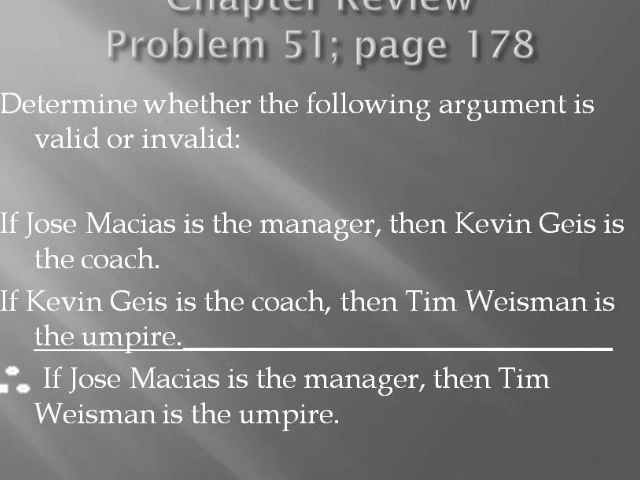 Chapter Review
Problem 51; page 178
Determine whether the following argument is
valid or invalid:
If Jose Macias is the manager, then Kevin Geis is
the coach.
If Kevin Geis is the coach, then Tim Weisman is
the umpire.
∴ If Jose Macias is the manager, then Tim
Weisman is the umpire.